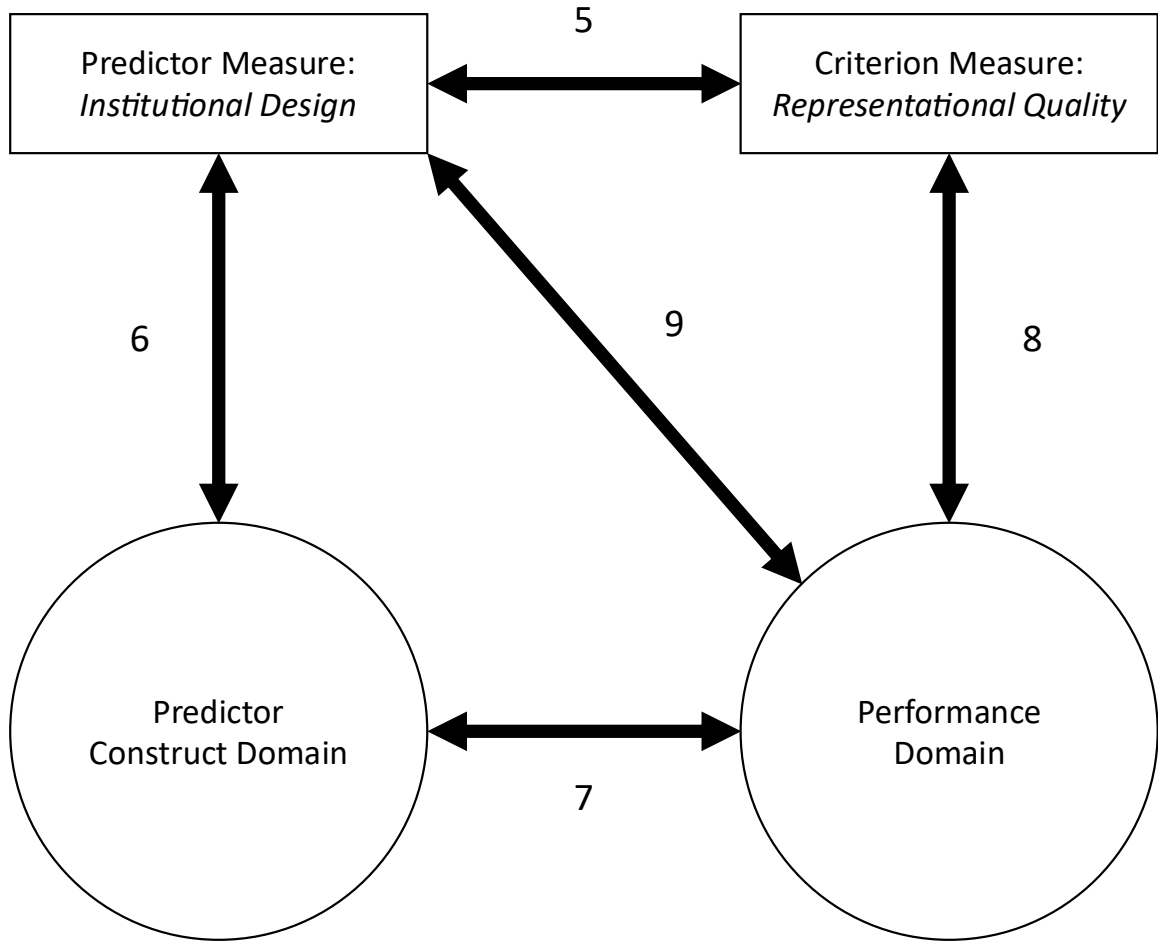 5
Predictor Measure:
Institutional Design
Criterion Measure:
Representational Quality
6
9
8
Predictor
Construct Domain
Performance
Domain
7